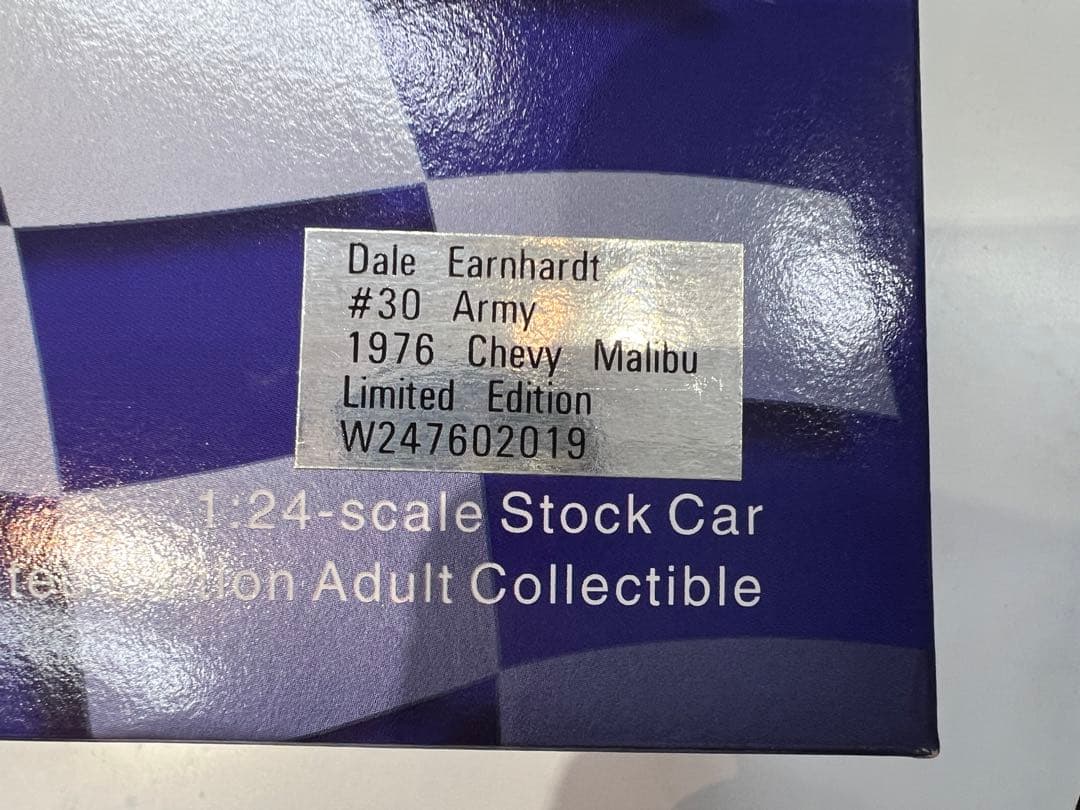 Dale Earnhardt
#30 Army
1976 Chevy Malibu
Limited Edition
W247602019
1:24-scale Stock Car
Adult Collectible